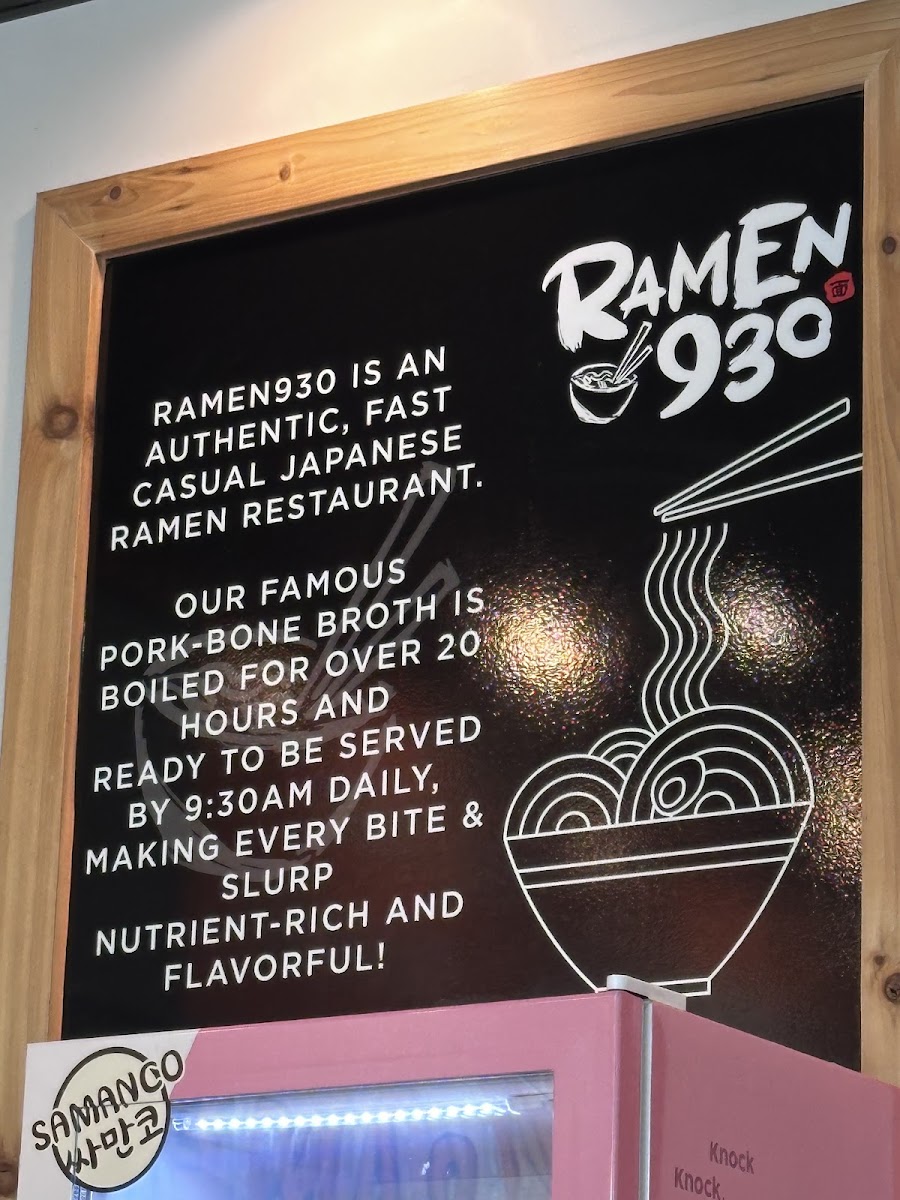 RAMEN
面
930
RAMEN930 IS AN
AUTHENTIC, FAST
CASUAL JAPANESE
RAMEN RESTAURANT.
OUR FAMOUS
PORK-BONE BROTH IS
BOILED FOR OVER 20
HOURS AND
READY TO BE SERVED
BY 9:30AM DAILY,
MAKING EVERY BITE &
SLURP
NUTRIENT-RICH AND
FLAVORFUL!
SAMANCO
싸만코
Knock
Knock,